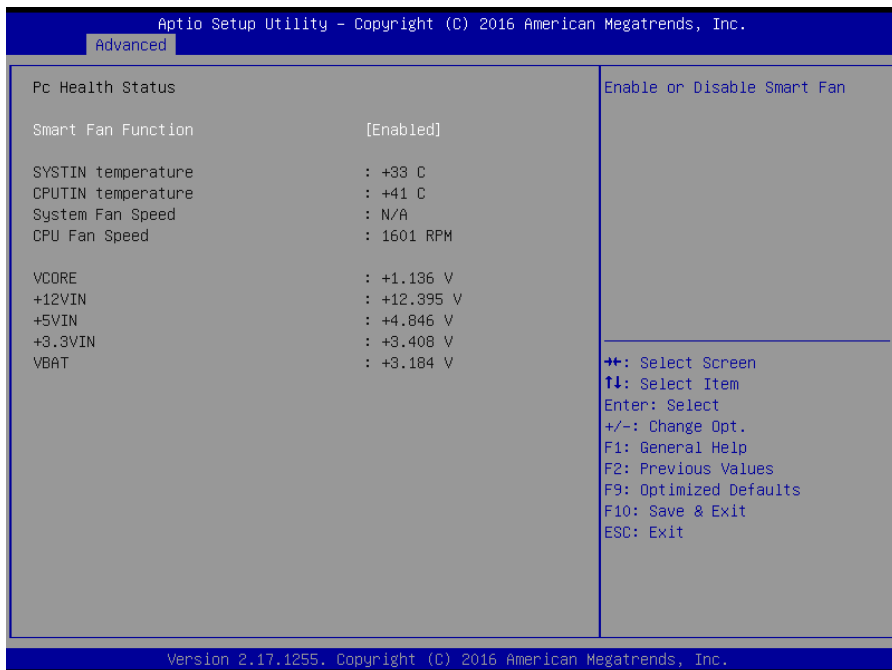 Aptio Setup Utility – Copyright (C) 2016 American Megatrends, Inc.
Advanced
Pc Health Status
Smart Fan Function [Enabled]
SYSTIN temperature : +33 C
CPUTIN temperature : +41 C
System Fan Speed : N/A
CPU Fan Speed : 1601 RPM
VCORE : +1.136 V
+12VIN : +12.395 V
+5VIN : +4.846 V
+3.3VIN : +3.408 V
VBAT : +3.184 V
Enable or Disable Smart Fan
→←: Select Screen
↑↓: Select Item
Enter: Select
+/-: Change Opt.
F1: General Help
F2: Previous Values
F9: Optimized Defaults
F10: Save & Exit
ESC: Exit
Version 2.17.1255. Copyright (C) 2016 American Megatrends, Inc.